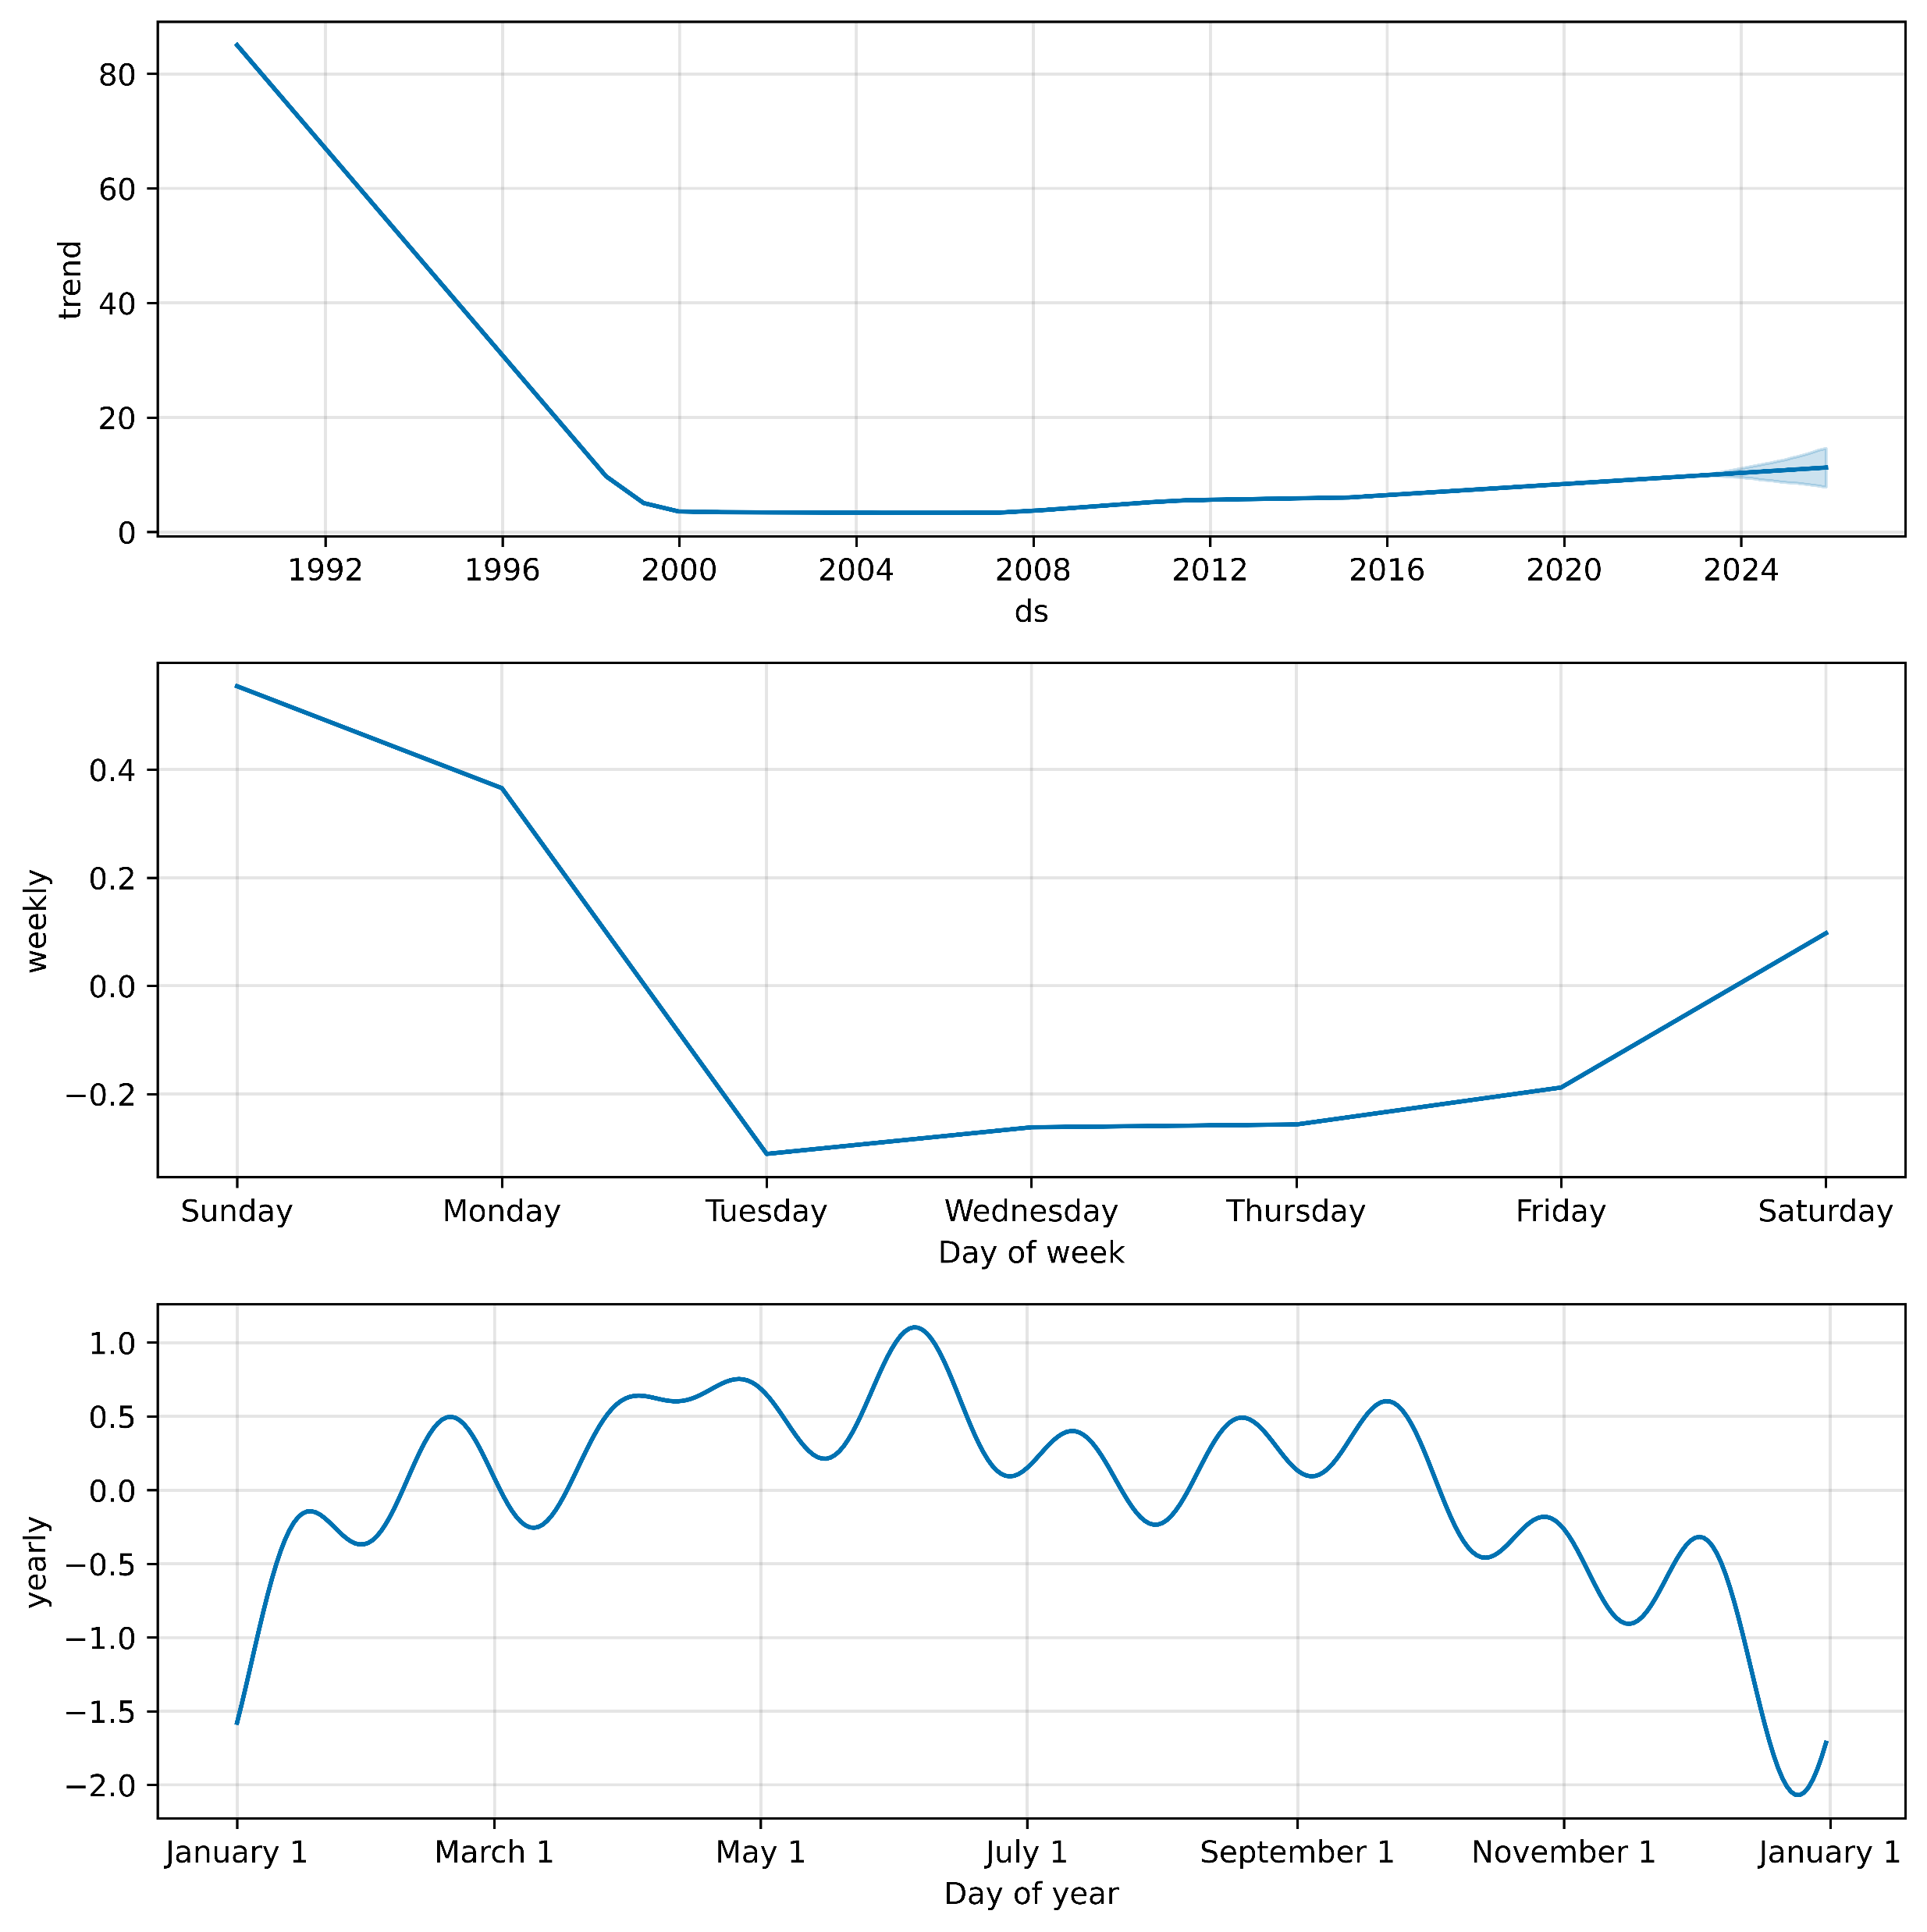 80
60
40
20
0
trend
1992 1996 2000 2004 2008 2012 2016 2020 2024
ds
0.4
0.2
0.0
−0.2
weekly
Sunday Monday Tuesday Wednesday Thursday Friday Saturday
Day of week
1.0
0.5
0.0
−0.5
−1.0
−1.5
−2.0
yearly
January 1 March 1 May 1 July 1 September 1 November 1 January 1
Day of year